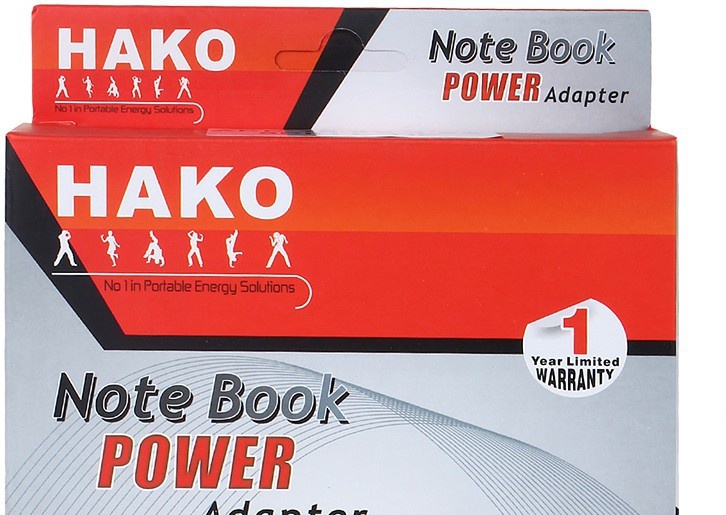 HAKO
No 1 in Portable Energy Solutions
Note Book
POWER Adapter
HAKO
No 1 in Portable Energy Solutions
1
Year Limited
WARRANTY
Note Book
POWER
Adapter